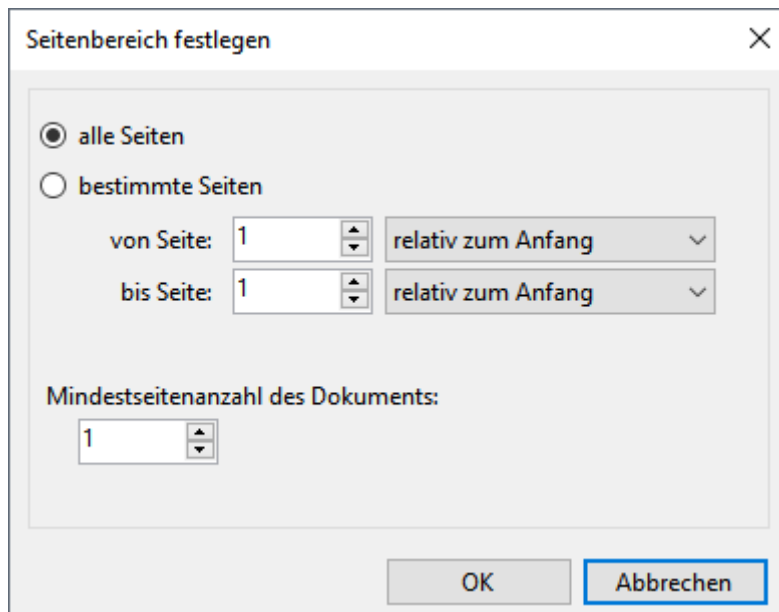 Seitenbereich festlegen
alle Seiten
bestimmte Seiten
von Seite: 1 relativ zum Anfang
bis Seite: 1 relativ zum Anfang
Mindestseitenanzahl des Dokuments:
1
OK Abbrechen